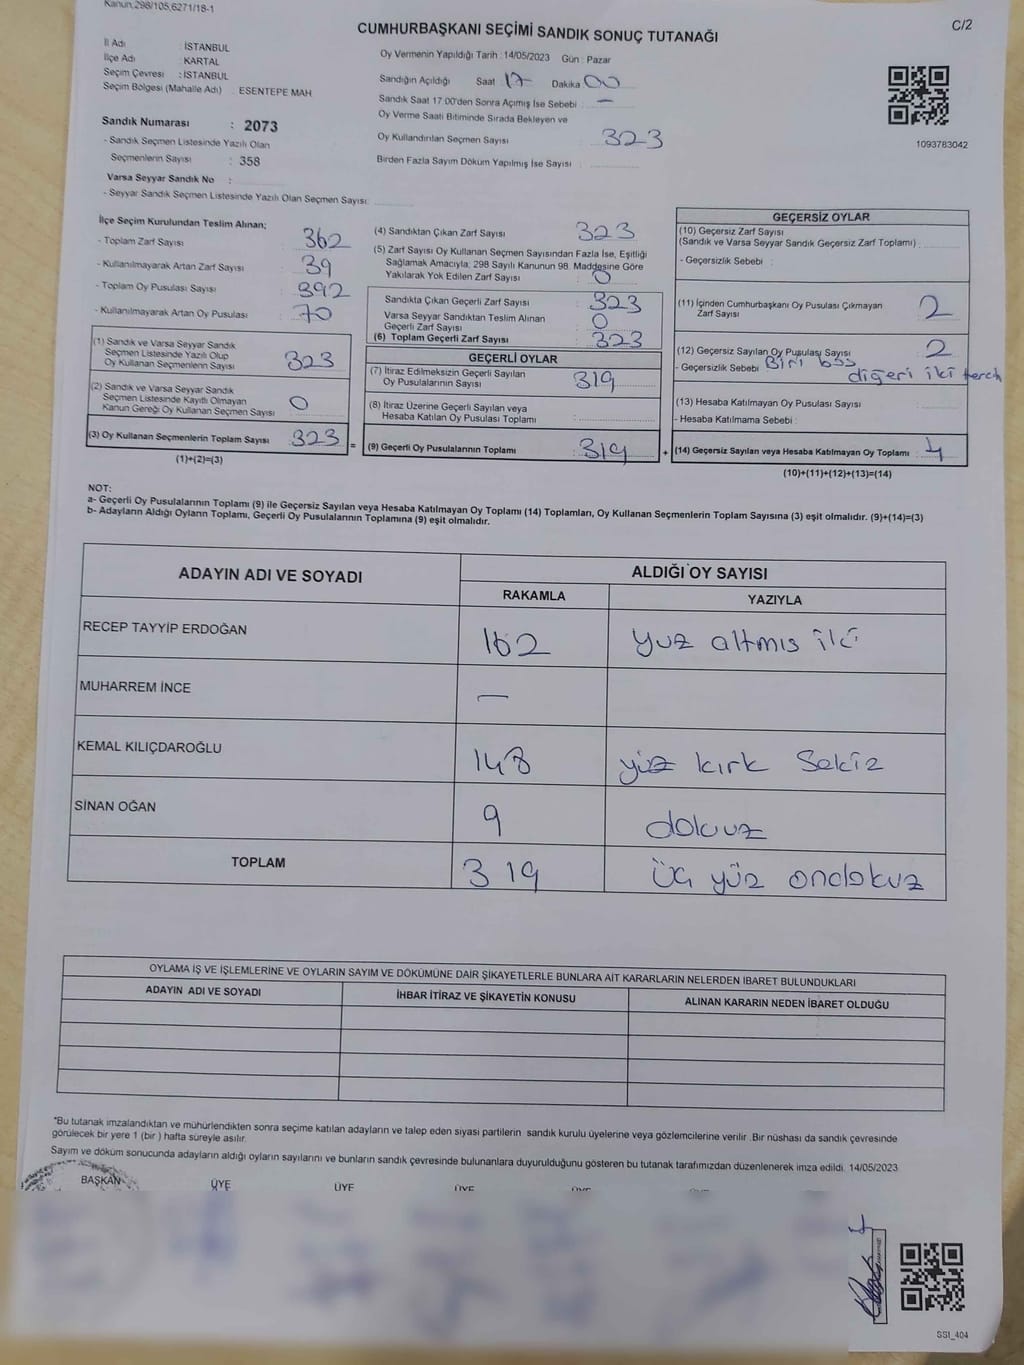 Kanun,298/105,6271/18-1
C/2
CUMHURBAŞKANI SEÇİMİ SANDIK SONUÇ TUTANAĞI
İl Adı : İSTANBUL
İlçe Adı : KARTAL
Seçim Çevresi : İSTANBUL
Seçim Bölgesi (Mahalle Adı) : ESENTEPE MAH
Sandık Numarası : 2073
- Sandık Seçmen Listesinde Yazılı Olan
Seçmenlerin Sayısı : 358
Varsa Seyyar Sandık No :
- Seyyar Sandık Seçmen Listesinde Yazılı Olan Seçmen Sayısı:
Oy Vermenin Yapıldığı Tarih : 14/05/2023 Gün : Pazar
Sandığın Açıldığı Saat 17 Dakika 00
Sandık Saat 17.00'den Sonra Açımış İse Sebebi : —
Oy Verme Saati Bitiminde Sırada Bekleyen ve
Oy Kullandırılan Seçmen Sayısı : 323
Birden Fazla Sayım Döküm Yapılmış İse Sayısı :
1093783042
İlçe Seçim Kurulundan Teslim Alınan;
- Toplam Zarf Sayısı : 362
- Kullanılmayarak Artan Zarf Sayısı : 39
- Toplam Oy Pusulası Sayısı : 392
- Kullanılmayarak Artan Oy Pusulası : 70
(1) Sandık ve Varsa Seyyar Sandık
Seçmen Listesinde Yazılı Olup
Oy Kullanan Seçmenlerin Sayısı : 323
(2) Sandık ve Varsa Seyyar Sandık
Seçmen Listesinde Kayıtlı Olmayan
Kanun Gereği Oy Kullanan Seçmen Sayısı : 0
(3) Oy Kullanan Seçmenlerin Toplam Sayısı : 323 =
(1)+(2)=(3)
(4) Sandıktan Çıkan Zarf Sayısı : 323
(5) Zarf Sayısı Oy Kullanan Seçmen Sayısından Fazla İse, Eşitliği
Sağlamak Amacıyla; 298 Sayılı Kanunun 98. Maddesine Göre
Yakılarak Yok Edilen Zarf Sayısı : 0
Sandıkta Çıkan Geçerli Zarf Sayısı : 323
Varsa Seyyar Sandıktan Teslim Alınan
Geçerli Zarf Sayısı : 0
(6) Toplam Geçerli Zarf Sayısı : 323
GEÇERLİ OYLAR
(7) İtiraz Edilmeksizin Geçerli Sayılan
Oy Pusulalarının Sayısı : 319
(8) İtiraz Üzerine Geçerli Sayılan veya
Hesaba Katılan Oy Pusulası Toplamı :
(9) Geçerli Oy Pusulalarının Toplamı : 319 +
GEÇERSİZ OYLAR
(10) Geçersiz Zarf Sayısı
(Sandık ve Varsa Seyyar Sandık Geçersiz Zarf Toplamı) :
- Geçersizlik Sebebi :
(11) İçinden Cumhurbaşkanı Oy Pusulası Çıkmayan
Zarf Sayısı : 2
(12) Geçersiz Sayılan Oy Pusulası Sayısı : 2
- Geçersizlik Sebebi : Biri boş
diğeri iki terch
(13) Hesaba Katılmayan Oy Pusulası Sayısı :
- Hesaba Katılmama Sebebi :
(14) Geçersiz Sayılan veya Hesaba Katılmayan Oy Toplamı : 4
(10)+(11)+(12)+(13)=(14)
NOT:
a- Geçerli Oy Pusulalarının Toplamı (9) ile Geçersiz Sayılan veya Hesaba Katılmayan Oy Toplamı (14) Toplamları, Oy Kullanan Seçmenlerin Toplam Sayısına (3) eşit olmalıdır. (9)+(14)=(3)
b- Adayların Aldığı Oyların Toplamı, Geçerli Oy Pusulalarının Toplamına (9) eşit olmalıdır.
ADAYIN ADI VE SOYADI ALDIĞI OY SAYISI
RAKAMLA YAZIYLA
RECEP TAYYİP ERDOĞAN 162 yuz altmıs iki
MUHARREM İNCE —
KEMAL KILIÇDAROĞLU 148 yüz kırk Sekiz
SİNAN OĞAN 9 dokuz
TOPLAM 319 üç yüz ondokuz
OYLAMA İŞ VE İŞLEMLERİNE VE OYLARIN SAYIM VE DÖKÜMÜNE DAİR ŞİKAYETLERLE BUNLARA AİT KARARLARIN NELERDEN İBARET BULUNDUKLARI
ADAYIN ADI VE SOYADI İHBAR İTİRAZ VE ŞİKAYETİN KONUSU ALINAN KARARIN NEDEN İBARET OLDUĞU
*Bu tutanak imzalandıktan ve mühürlendikten sonra seçime katılan adayların ve talep eden siyasi partilerin sandık kurulu üyelerine veya gözlemcilerine verilir. Bir nüshası da sandık çevresinde
görülecek bir yere 1 (bir ) hafta süreyle asılır.
Sayım ve döküm sonucunda adayların aldığı oyların sayılarını ve bunların sandık çevresinde bulunanlara duyurulduğunu gösteren bu tutanak tarafımızdan düzenlenerek imza edildi. 14/05/2023
BAŞKAN ÜYE ÜYE ÜYE
SS1_404